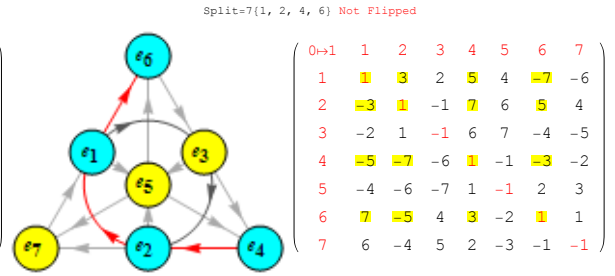 Split=7{1, 2, 4, 6} Not Flipped
e6
e1
e3
e5
e7
e2
e4
0↦1 1 2 3 4 5 6 7
1 1 3 2 5 4 -7 -6
2 -3 1 -1 7 6 5 4
3 -2 1 -1 6 7 -4 -5
4 -5 -7 -6 1 -1 -3 -2
5 -4 -6 -7 1 -1 2 3
6 7 -5 4 3 -2 1 1
7 6 -4 5 2 -3 -1 -1